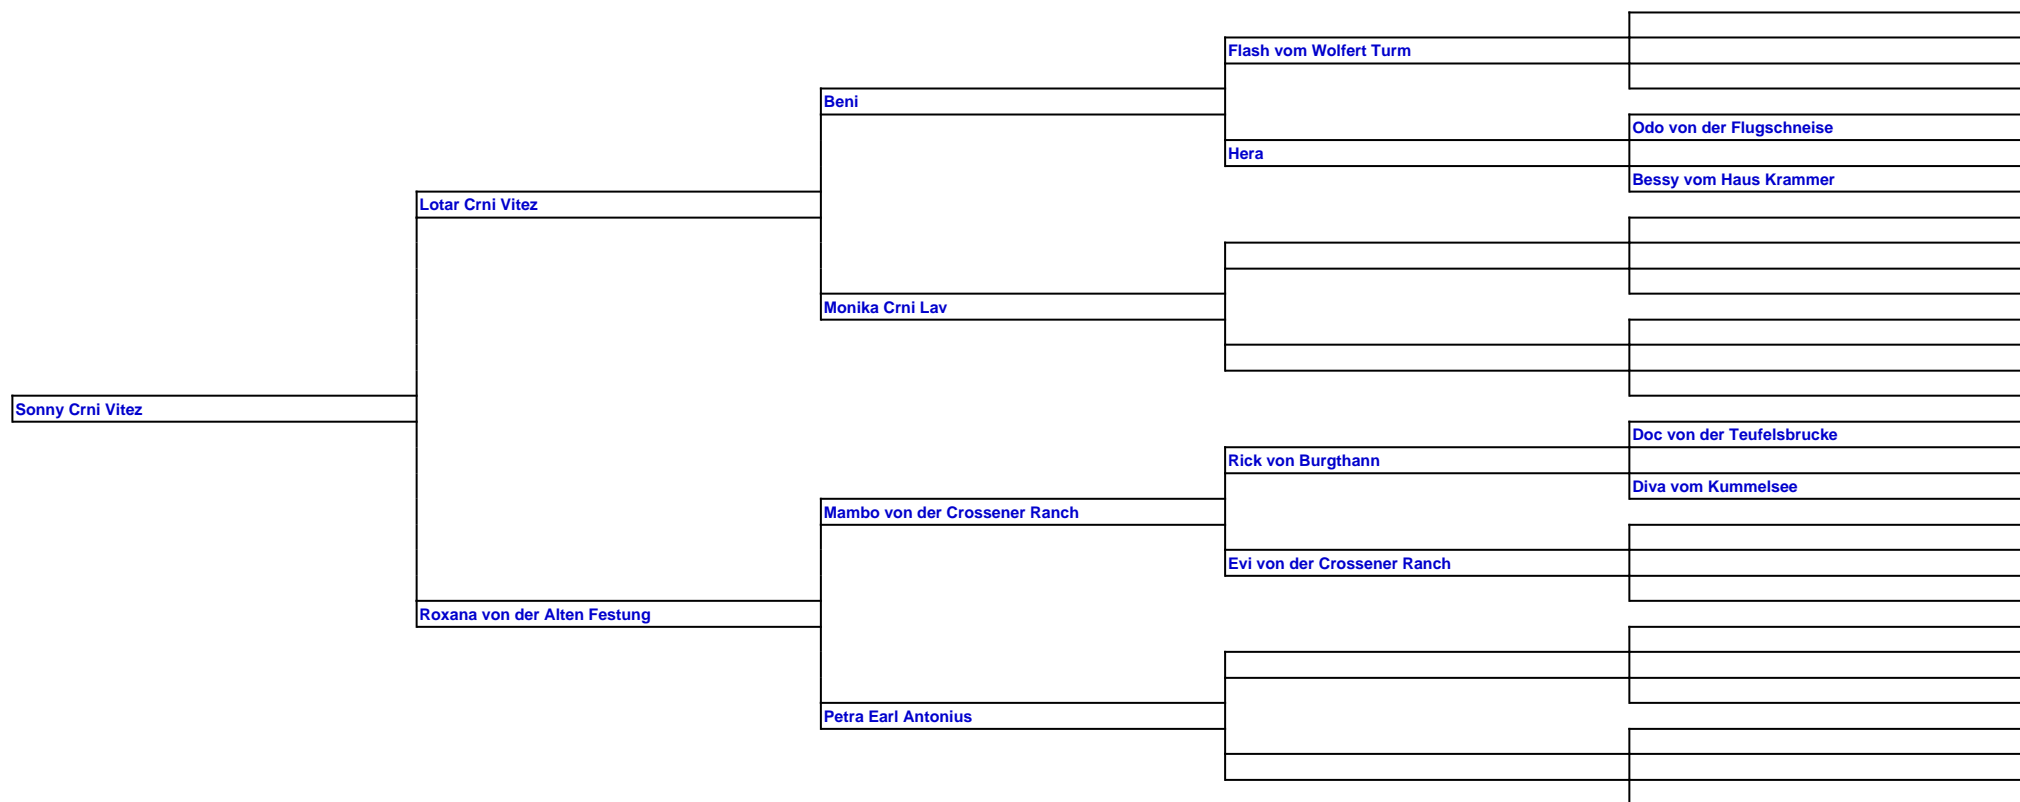 Flash vom Wolfert Turm
Beni
Odo von der Flugschneise
Hera
Bessy vom Haus Krammer
Lotar Crni Vitez
Monika Crni Lav
Sonny Crni Vitez
Doc von der Teufelsbrucke
Rick von Burgthann
Diva vom Kummelsee
Mambo von der Crossener Ranch
Evi von der Crossener Ranch
Roxana von der Alten Festung
Petra Earl Antonius